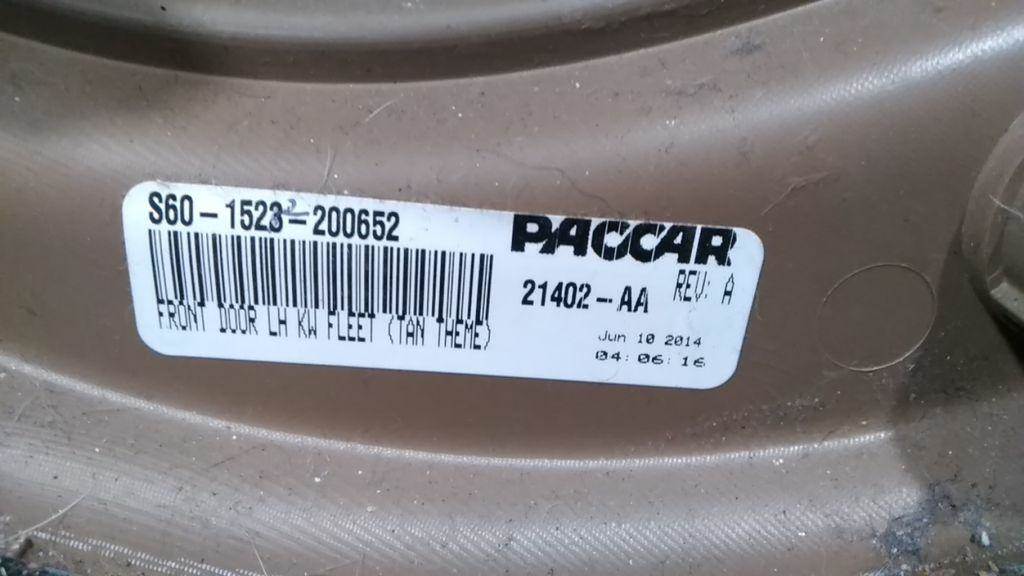 S60-1523-200652
PACCAR
21402-AA
REV: A
FRONT DOOR LH KW FLEET (TAN THEME)
Jun 10 2014
04:06:16